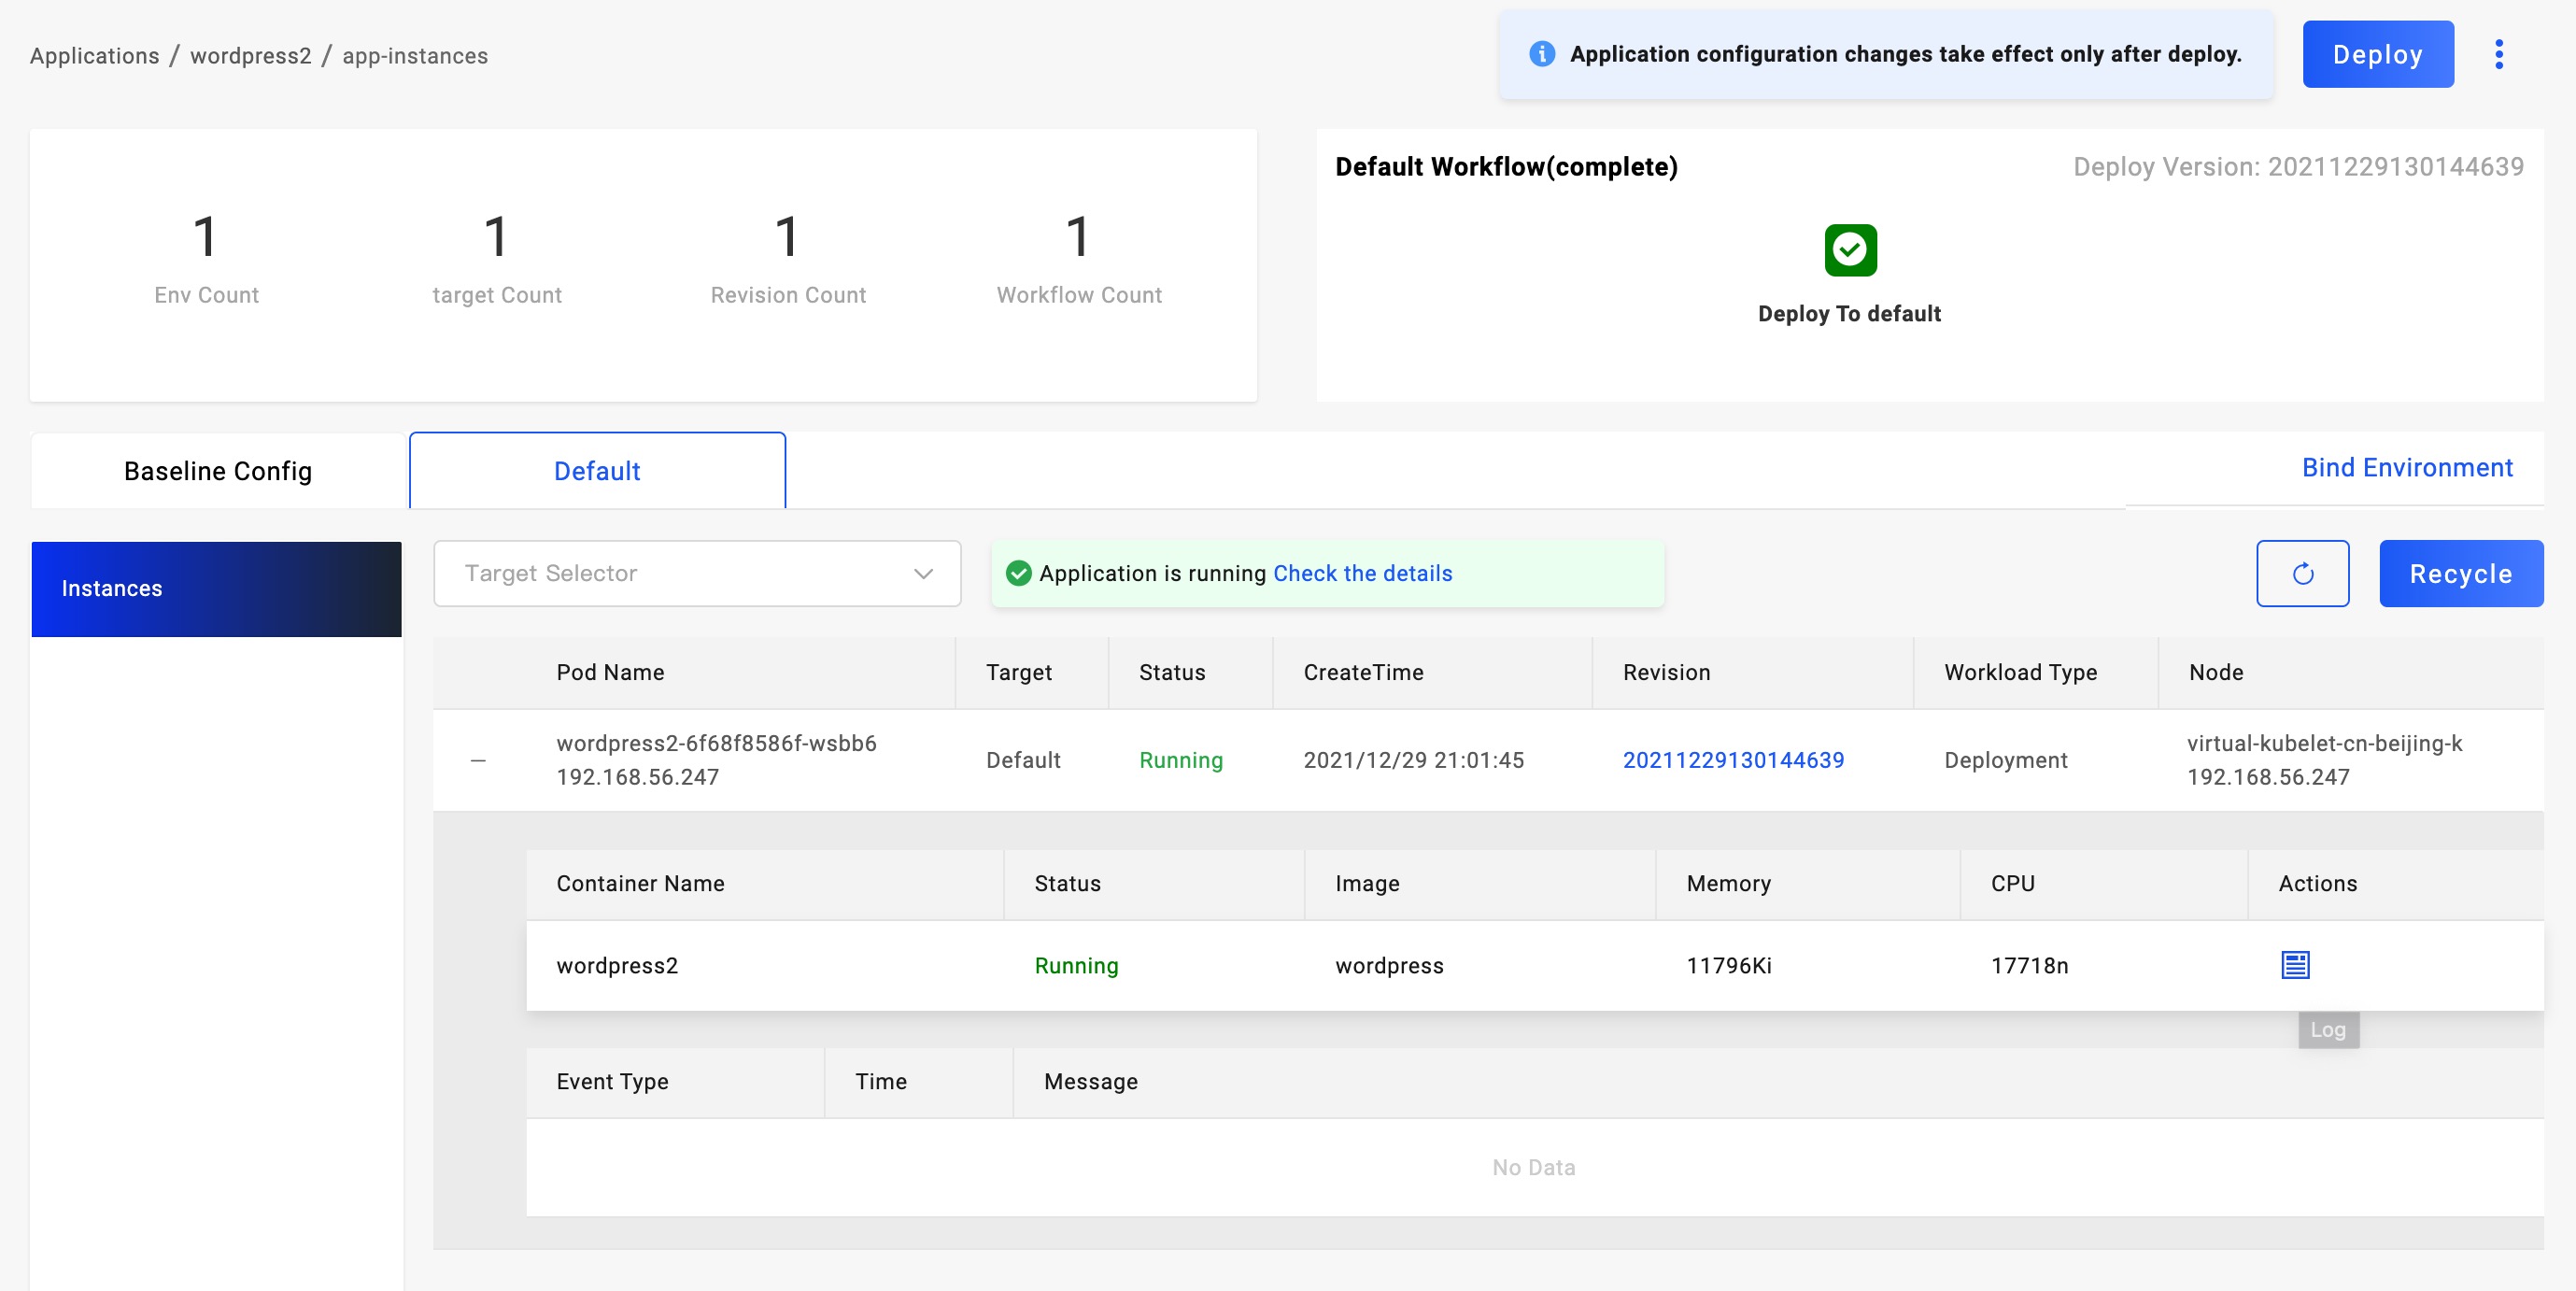 Applications / wordpress2 / app-instances
Application configuration changes take effect only after deploy.
Deploy
1
Env Count
1
target Count
1
Revision Count
1
Workflow Count
Default Workflow(complete)
Deploy Version: 20211229130144639
Deploy To default
Baseline Config
Default
Bind Environment
Instances
Target Selector
Application is running Check the details
Recycle
Pod Name Target Status CreateTime Revision Workload Type Node
wordpress2-6f68f8586f-wsbb6
192.168.56.247
Default
Running
2021/12/29 21:01:45
20211229130144639
Deployment
virtual-kubelet-cn-beijing-k
192.168.56.247
Container Name Status Image Memory CPU Actions
wordpress2 Running wordpress 11796Ki 17718n
Log
Event Type Time Message
No Data